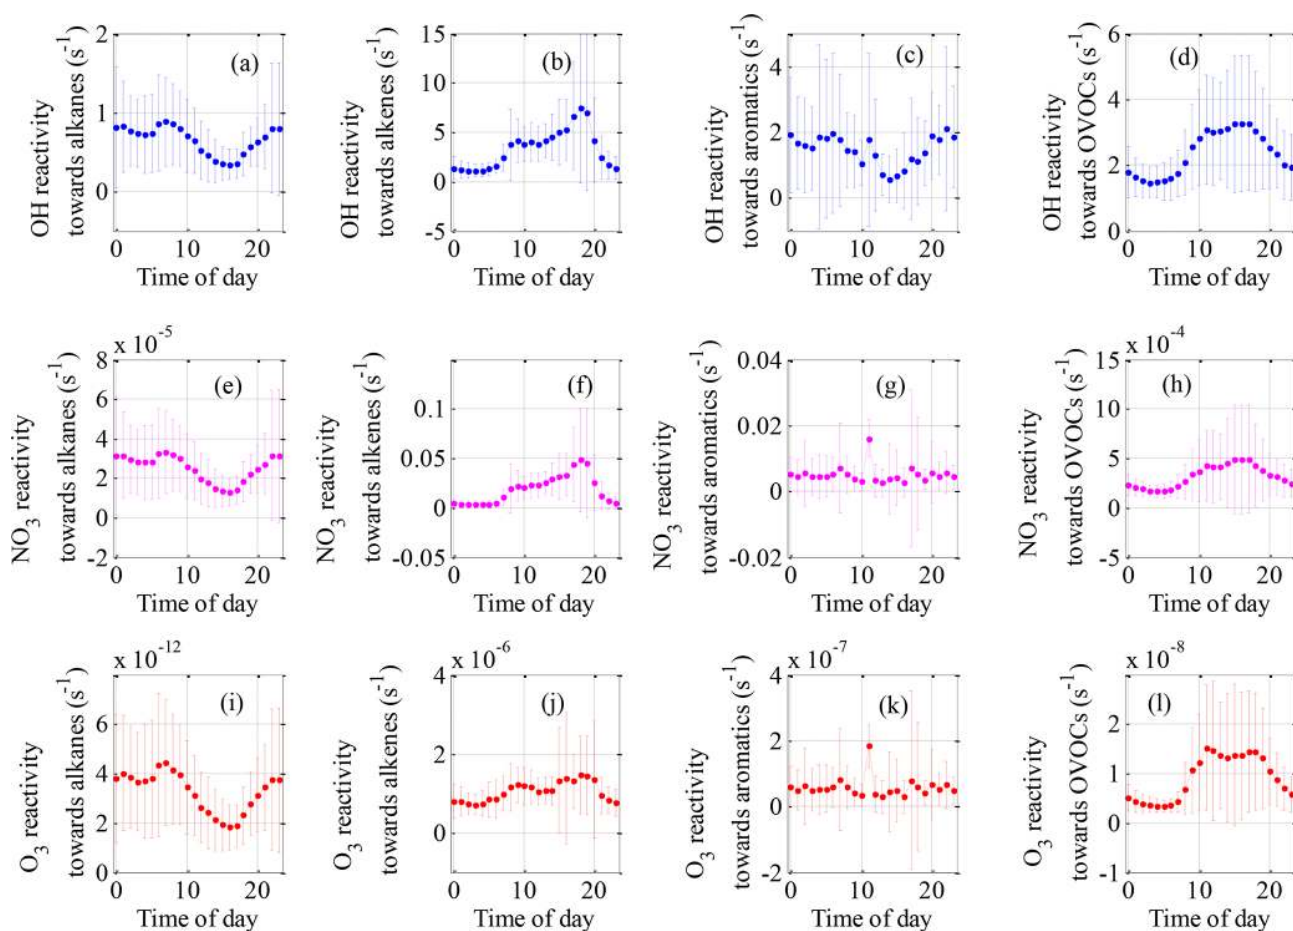 OH reactivity
towards alkanes (s⁻¹)
2
1
0
(a)
0 10 20
Time of day
OH reactivity
towards alkenes (s⁻¹)
15
10
5
0
-5
(b)
0 10 20
Time of day
OH reactivity
towards aromatics (s⁻¹)
4
2
0
(c)
0 10 20
Time of day
OH reactivity
towards OVOCs (s⁻¹)
6
4
2
0
(d)
0 10 20
Time of day
NO₃ reactivity
towards alkanes (s⁻¹)
x 10⁻⁵
8
6
4
2
0
-2
(e)
0 10 20
Time of day
NO₃ reactivity
towards alkenes (s⁻¹)
0.1
0.05
0
-0.05
(f)
0 10 20
Time of day
NO₃ reactivity
towards aromatics (s⁻¹)
0.04
0.02
0
-0.02
(g)
0 10 20
Time of day
NO₃ reactivity
towards OVOCs (s⁻¹)
x 10⁻⁴
15
10
5
0
-5
(h)
0 10 20
Time of day
O₃ reactivity
towards alkanes (s⁻¹)
x 10⁻¹²
6
4
2
0
(i)
0 10 20
Time of day
O₃ reactivity
towards alkenes (s⁻¹)
x 10⁻⁶
4
2
0
(j)
0 10 20
Time of day
O₃ reactivity
towards aromatics (s⁻¹)
x 10⁻⁷
4
2
0
-2
(k)
0 10 20
Time of day
O₃ reactivity
towards OVOCs (s⁻¹)
x 10⁻⁸
3
2
1
0
-1
(l)
0 10 20
Time of day